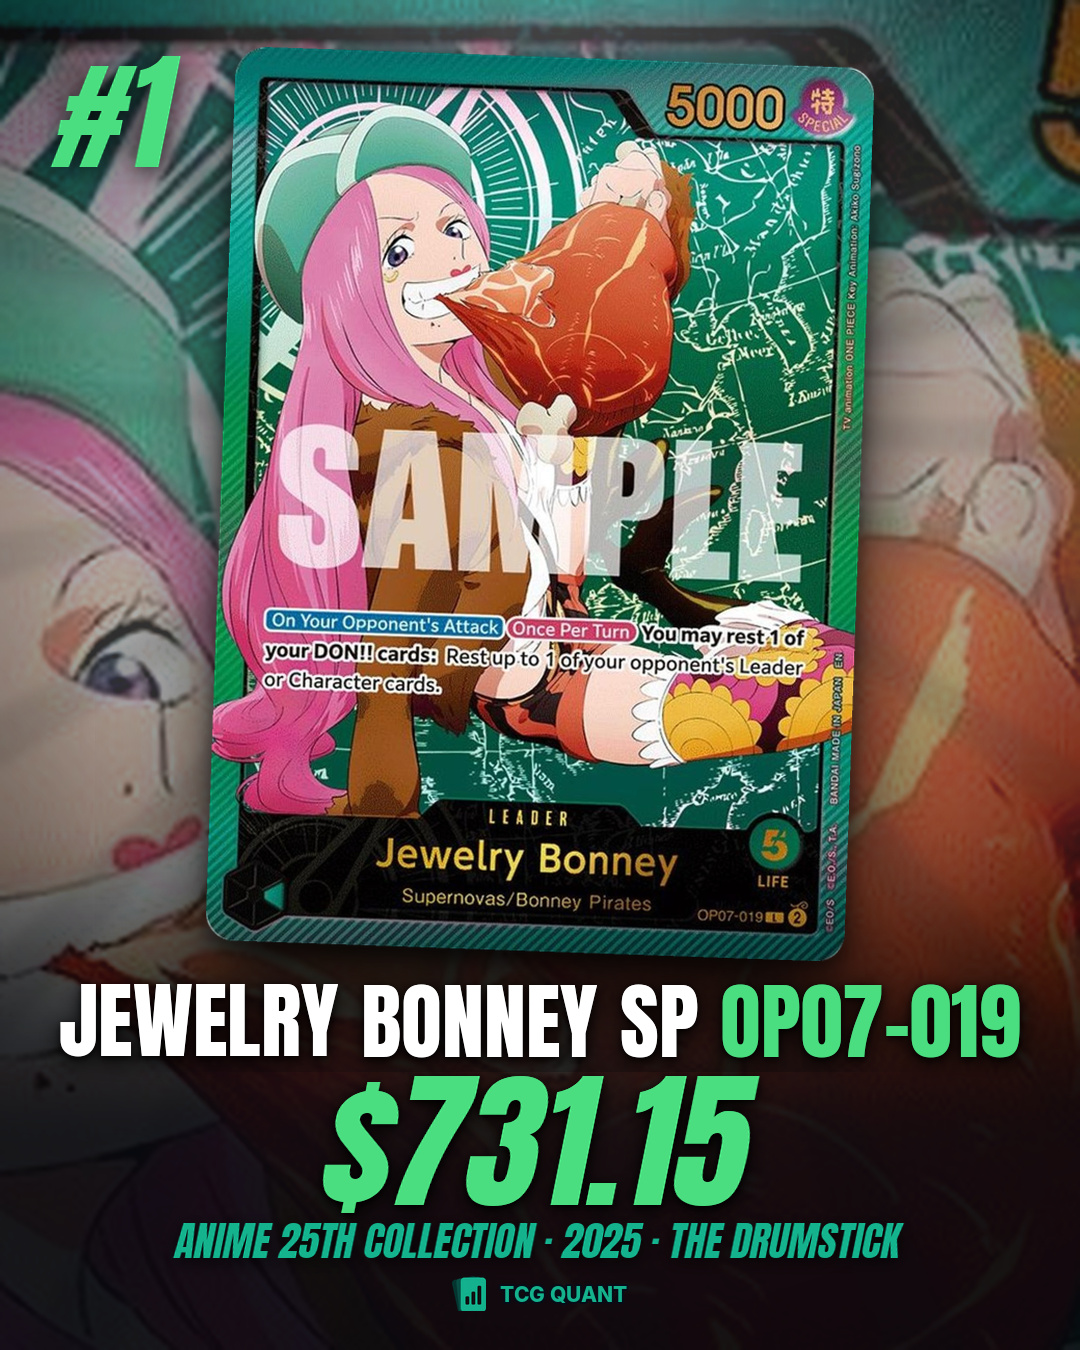 #1
5000
特
SPECIAL
TV animation ONE PIECE Key Animation: Akiko Sugizono
SAMPLE
On Your Opponent's Attack Once Per Turn You may rest 1 of
your DON!! cards: Rest up to 1 of your opponent's Leader
or Character cards.
BANDAI MADE IN JAPAN EN
©E.O/S., T.A.
LEADER
Jewelry Bonney
Supernovas/Bonney Pirates
5
LIFE
OP07-019 L 2
JEWELRY BONNEY SP OP07-019
$731.15
ANIME 25TH COLLECTION · 2025 · THE DRUMSTICK
TCG QUANT